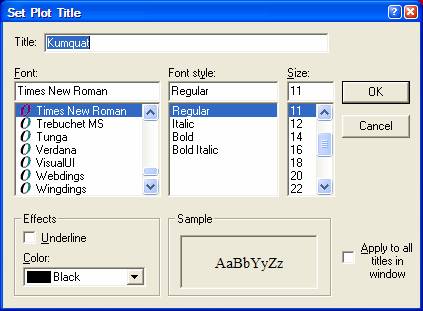 Set Plot Title
Title: Kumquat
Font: Font style: Size:
Times New Roman Regular 11 OK
Times New Roman Regular 11
Trebuchet MS Italic 12 Cancel
Tunga Bold 14
Verdana Bold Italic 16
VisualUI 18
Webdings 20
Wingdings 22
Effects Sample
Underline
Color: AaBbYyZz Apply to all
Black titles in
window